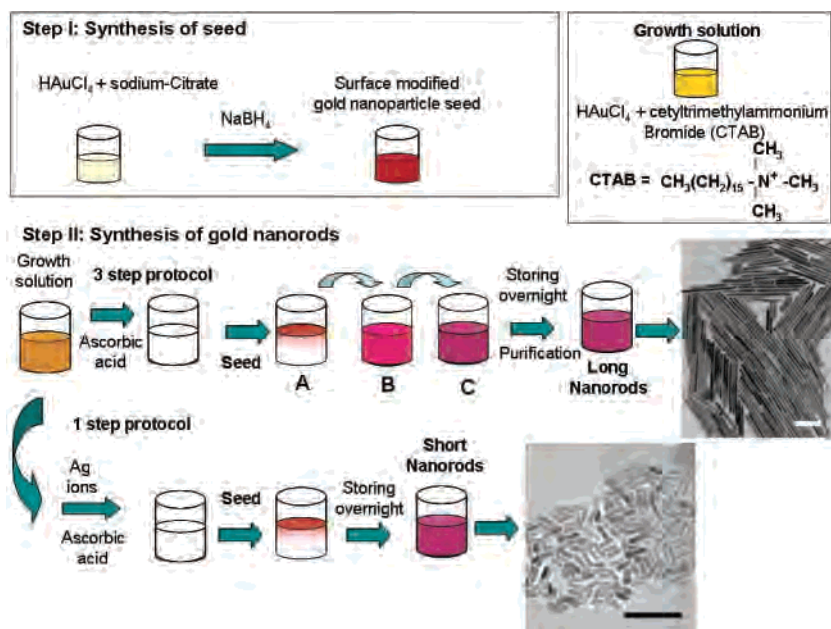 Step I: Synthesis of seed
HAuCl₄ + sodium-Citrate
NaBH₄
Surface modified
gold nanoparticle seed
Growth solution
HAuCl₄ + cetyltrimethylammonium
Bromide (CTAB)
CH₃
CTAB = CH₃(CH₂)₁₅ -N⁺ -CH₃
CH₃
Step II: Synthesis of gold nanorods
Growth
solution
3 step protocol
Ascorbic
acid
Seed
A
B
C
Storing
overnight
Purification
Long
Nanorods
1 step protocol
Ag
ions
Ascorbic
acid
Seed
Storing
overnight
Short
Nanorods